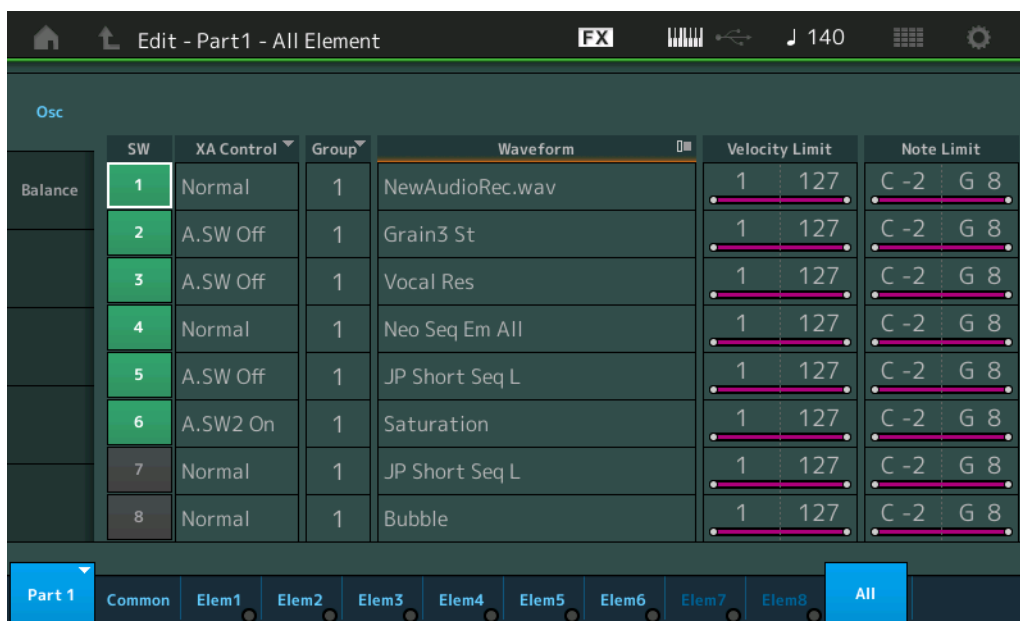 Edit - Part1 - All Element FX ♩ 140
Osc
SW XA Control Group Waveform Velocity Limit Note Limit
Balance 1 Normal 1 NewAudioRec.wav 1 127 C -2 G 8
2 A.SW Off 1 Grain3 St 1 127 C -2 G 8
3 A.SW Off 1 Vocal Res 1 127 C -2 G 8
4 Normal 1 Neo Seq Em All 1 127 C -2 G 8
5 A.SW Off 1 JP Short Seq L 1 127 C -2 G 8
6 A.SW2 On 1 Saturation 1 127 C -2 G 8
7 Normal 1 JP Short Seq L 1 127 C -2 G 8
8 Normal 1 Bubble 1 127 C -2 G 8
Part 1 Common Elem1 Elem2 Elem3 Elem4 Elem5 Elem6 Elem7 Elem8 All